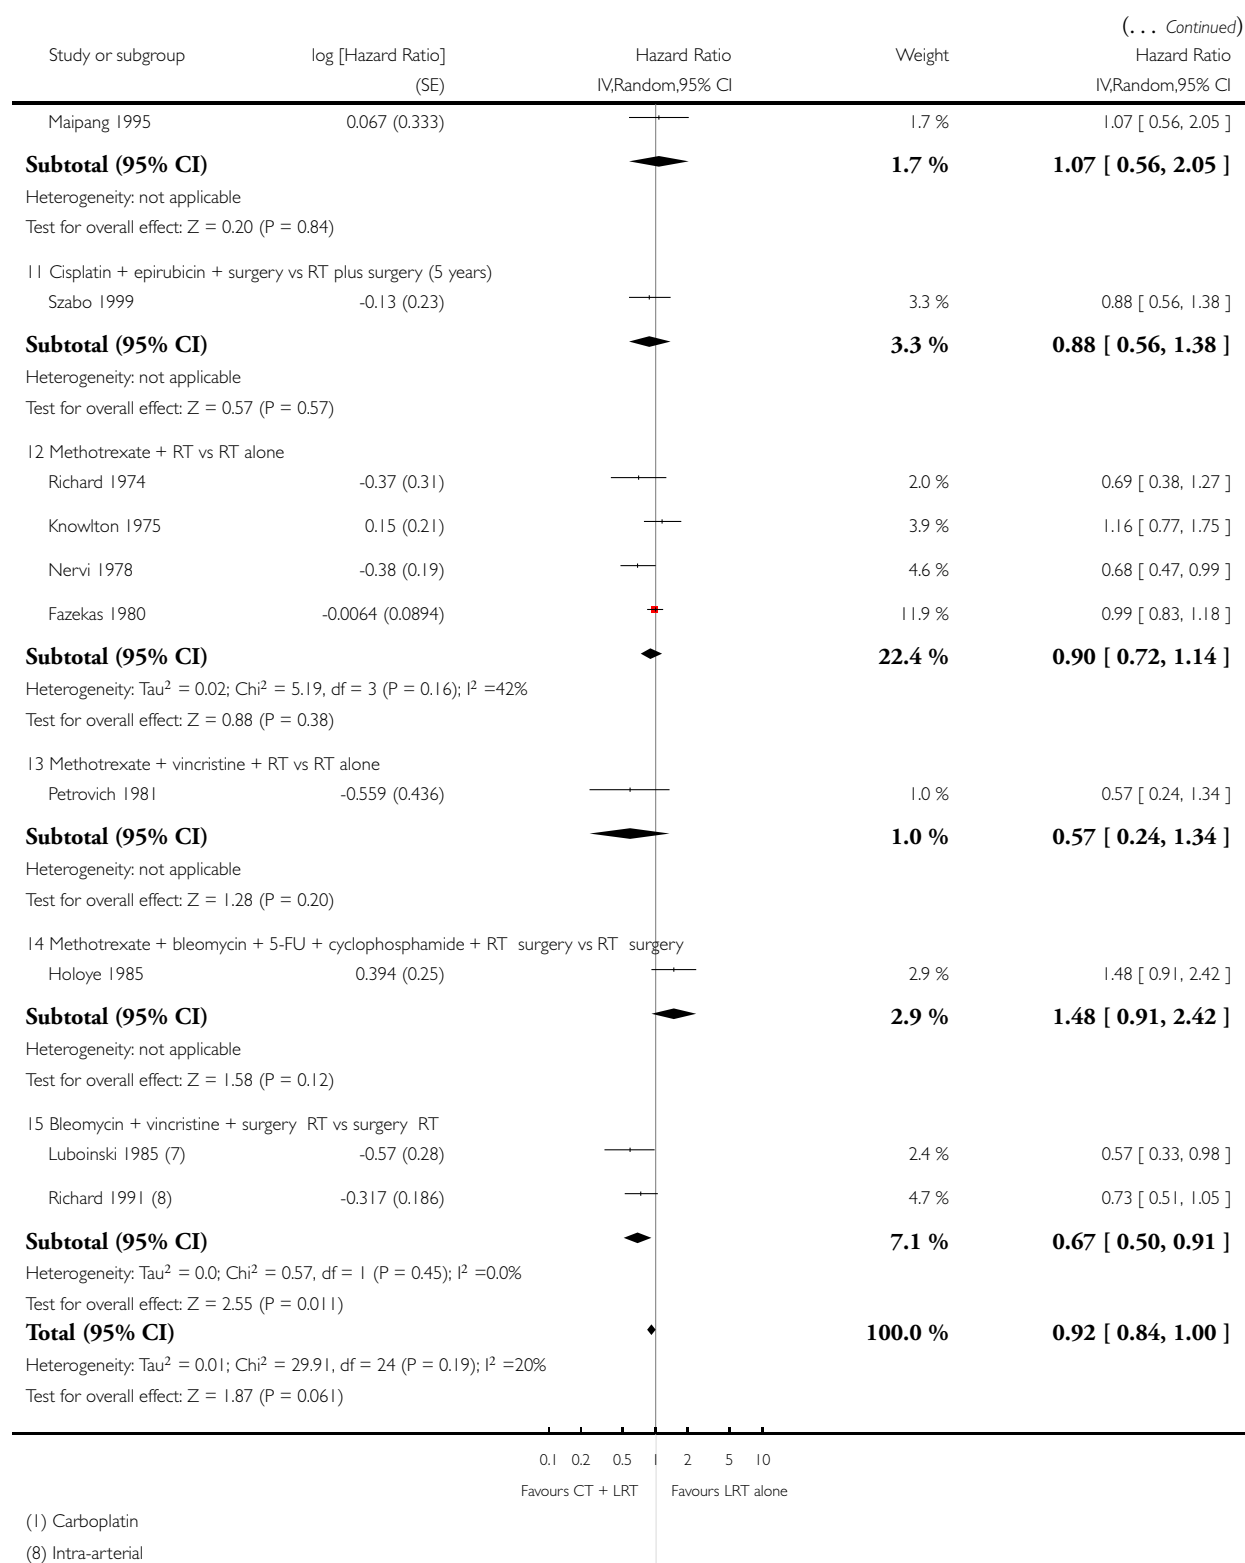 (... Continued)
Study or subgroup log [Hazard Ratio] Hazard Ratio Weight Hazard Ratio
(SE) IV,Random,95% CI IV,Random,95% CI
Maipang 1995 0.067 (0.333) 1.7 % 1.07 [ 0.56, 2.05 ]
Subtotal (95% CI) 1.7 % 1.07 [ 0.56, 2.05 ]
Heterogeneity: not applicable
Test for overall effect: Z = 0.20 (P = 0.84)
11 Cisplatin + epirubicin + surgery vs RT plus surgery (5 years)
Szabo 1999 -0.13 (0.23) 3.3 % 0.88 [ 0.56, 1.38 ]
Subtotal (95% CI) 3.3 % 0.88 [ 0.56, 1.38 ]
Heterogeneity: not applicable
Test for overall effect: Z = 0.57 (P = 0.57)
12 Methotrexate + RT vs RT alone
Richard 1974 -0.37 (0.31) 2.0 % 0.69 [ 0.38, 1.27 ]
Knowlton 1975 0.15 (0.21) 3.9 % 1.16 [ 0.77, 1.75 ]
Nervi 1978 -0.38 (0.19) 4.6 % 0.68 [ 0.47, 0.99 ]
Fazekas 1980 -0.0064 (0.0894) 11.9 % 0.99 [ 0.83, 1.18 ]
Subtotal (95% CI) 22.4 % 0.90 [ 0.72, 1.14 ]
Heterogeneity: Tau² = 0.02; Chi² = 5.19, df = 3 (P = 0.16); I² =42%
Test for overall effect: Z = 0.88 (P = 0.38)
13 Methotrexate + vincristine + RT vs RT alone
Petrovich 1981 -0.559 (0.436) 1.0 % 0.57 [ 0.24, 1.34 ]
Subtotal (95% CI) 1.0 % 0.57 [ 0.24, 1.34 ]
Heterogeneity: not applicable
Test for overall effect: Z = 1.28 (P = 0.20)
14 Methotrexate + bleomycin + 5-FU + cyclophosphamide + RT surgery vs RT surgery
Holoye 1985 0.394 (0.25) 2.9 % 1.48 [ 0.91, 2.42 ]
Subtotal (95% CI) 2.9 % 1.48 [ 0.91, 2.42 ]
Heterogeneity: not applicable
Test for overall effect: Z = 1.58 (P = 0.12)
15 Bleomycin + vincristine + surgery RT vs surgery RT
Luboinski 1985 (7) -0.57 (0.28) 2.4 % 0.57 [ 0.33, 0.98 ]
Richard 1991 (8) -0.317 (0.186) 4.7 % 0.73 [ 0.51, 1.05 ]
Subtotal (95% CI) 7.1 % 0.67 [ 0.50, 0.91 ]
Heterogeneity: Tau² = 0.0; Chi² = 0.57, df = 1 (P = 0.45); I² =0.0%
Test for overall effect: Z = 2.55 (P = 0.011)
Total (95% CI) 100.0 % 0.92 [ 0.84, 1.00 ]
Heterogeneity: Tau² = 0.01; Chi² = 29.91, df = 24 (P = 0.19); I² =20%
Test for overall effect: Z = 1.87 (P = 0.061)
0.1 0.2 0.5 1 2 5 10
Favours CT + LRT Favours LRT alone
(1) Carboplatin
(8) Intra-arterial